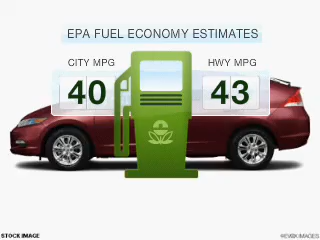 EPA FUEL ECONOMY ESTIMATES
CITY MPG
HWY MPG
40
43
STOCK IMAGE
©EVOX IMAGES